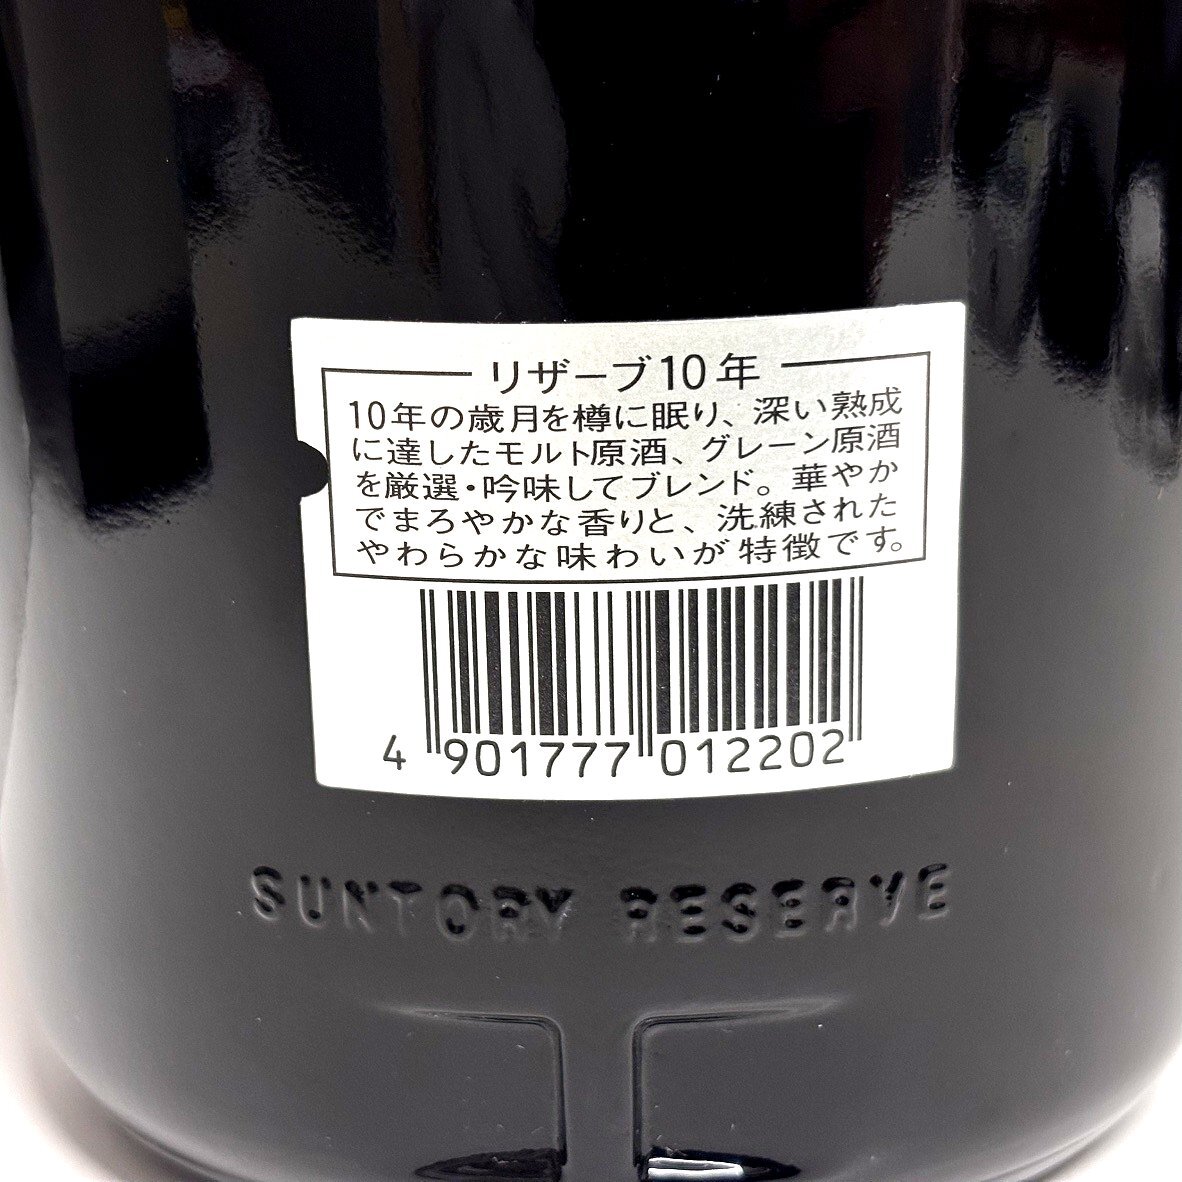 リザーブ10年
10年の歳月を樽に眠り、深い熟成
に達したモルト原酒、グレーン原酒
を厳選・吟味してブレンド。華やか
でまろやかな香りと、洗練された
やわらかな味わいが特徴です。
4 901777 012202
SUNTORY RESERVE